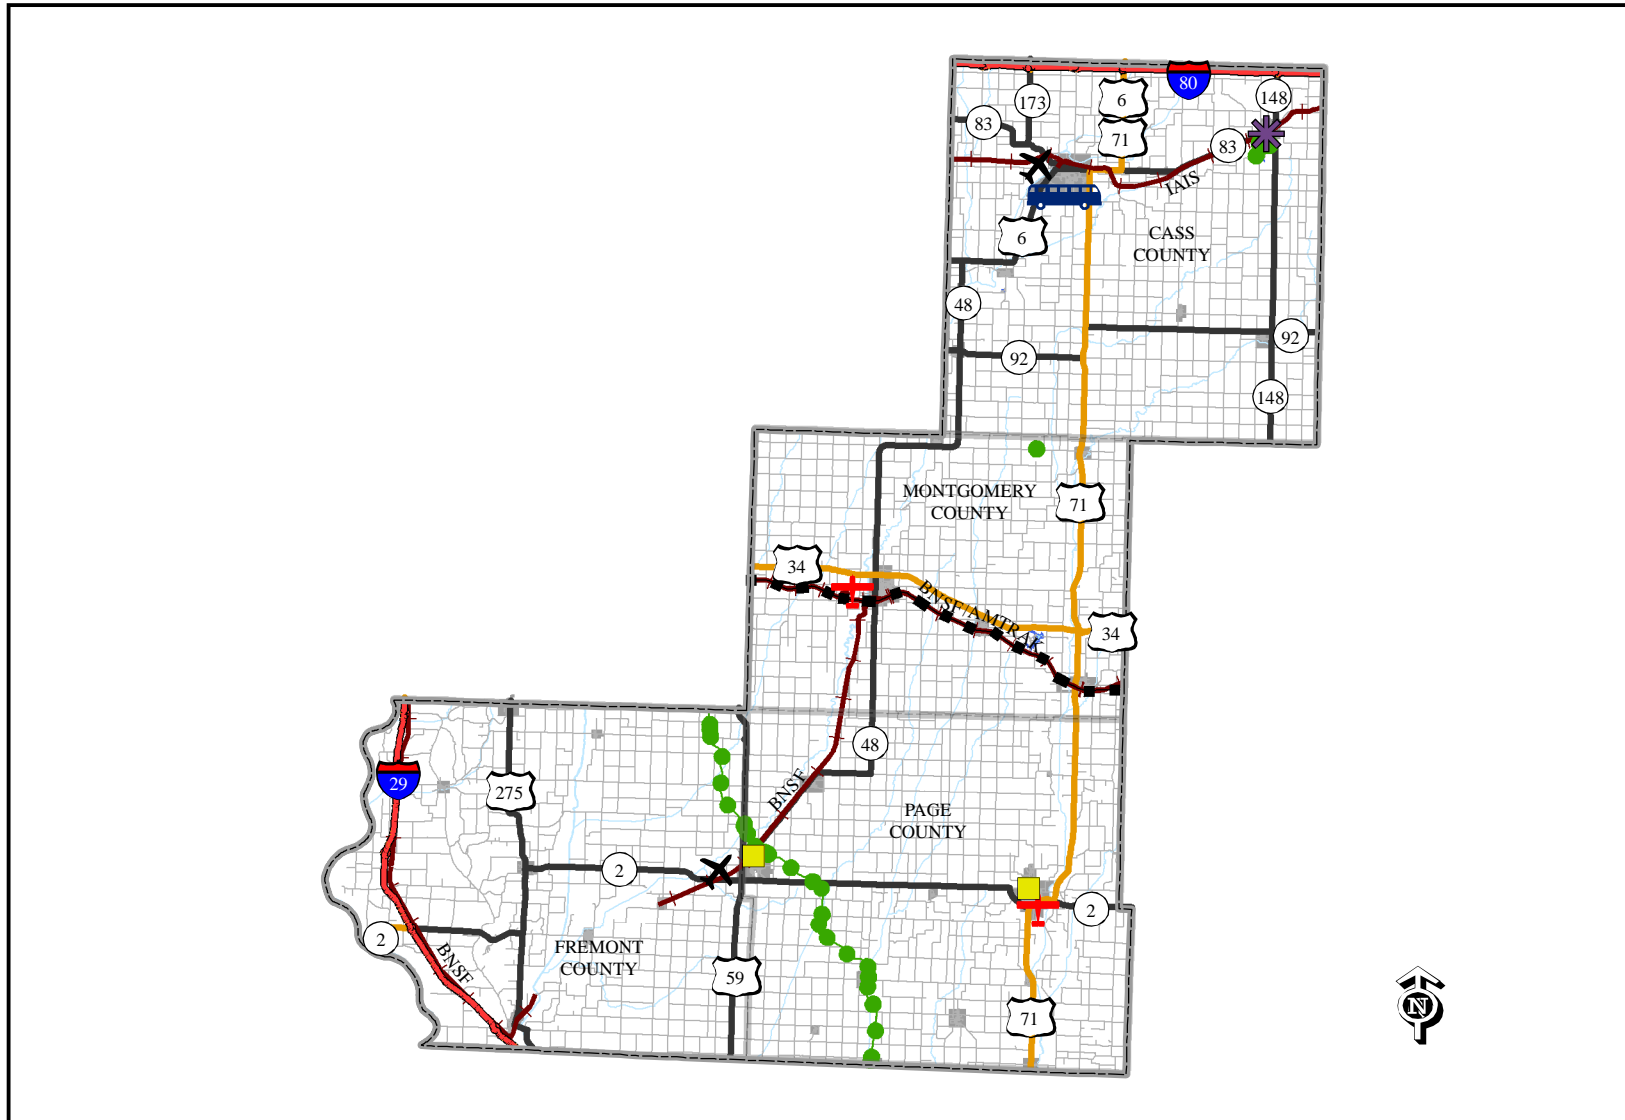 80
6
148
173
83
71
83
IAIS
6
CASS
COUNTY
48
92
92
148
MONTGOMERY
COUNTY
71
34
BNSF/AMTRAK
34
48
29
275
BNSF
PAGE
COUNTY
2
2
2
BNSF
FREMONT
COUNTY
59
71
N